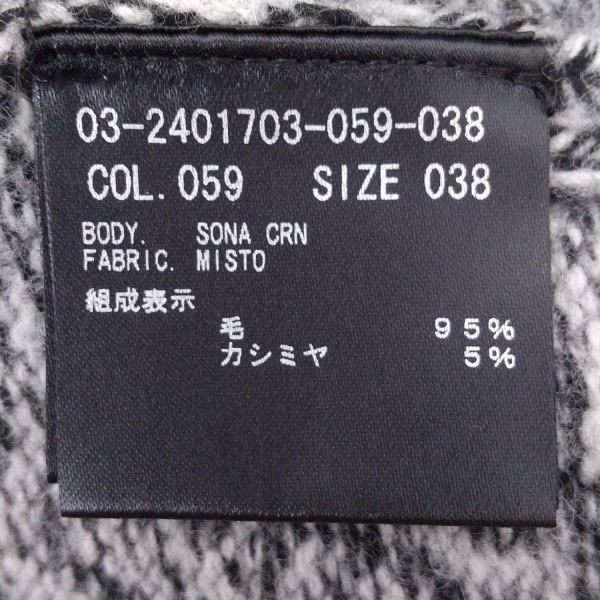 03-2401703-059-038
COL. 059 SIZE 038
BODY. SONA CRN
FABRIC. MISTO
組成表示
毛 95%
カシミヤ 5%